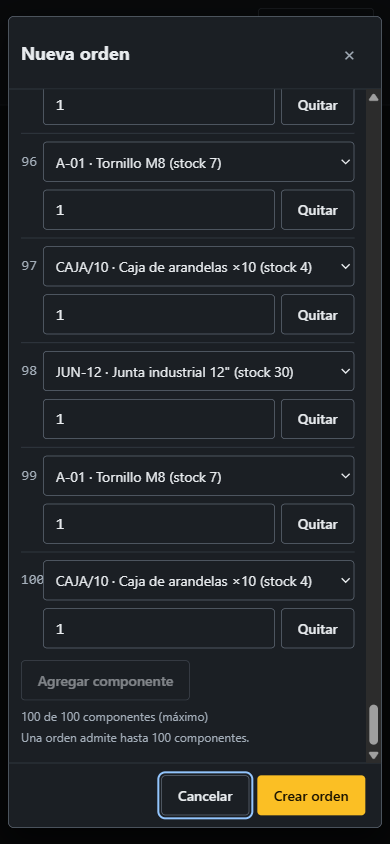 Nueva orden ×
1 Quitar
96 A-01 · Tornillo M8 (stock 7)
1 Quitar
97 CAJA/10 · Caja de arandelas ×10 (stock 4)
1 Quitar
98 JUN-12 · Junta industrial 12" (stock 30)
1 Quitar
99 A-01 · Tornillo M8 (stock 7)
1 Quitar
100 CAJA/10 · Caja de arandelas ×10 (stock 4)
1 Quitar
Agregar componente
100 de 100 componentes (máximo)
Una orden admite hasta 100 componentes.
Cancelar Crear orden